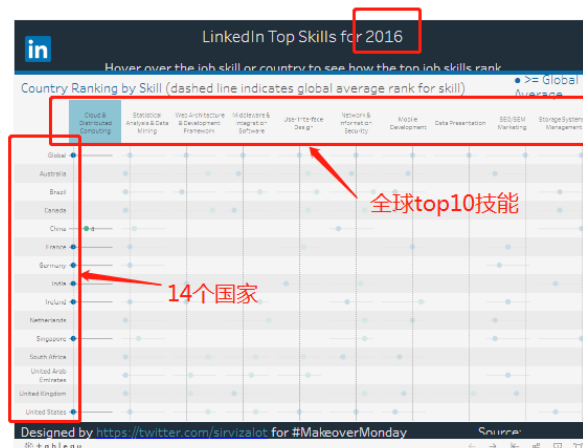 LinkedIn Top Skills for 2016
in
Hover over the job skill or country to see how the top job skills rank
Country Ranking by Skill (dashed line indicates global average rank for skill)
>= Global
Average
Cloud &
Distributed
Computing
Statistical
Analysis & Data
Mining
Web Architecture
& Development
Framework
Middleware &
Integration
Software
User Interface
Design
Network &
Information
Security
Mobile
Development
Data Presentation
SEO/SEM
Marketing
Storage System
Management
Global
Australia
Brazil
全球top10技能
Canada
China
4
France
Germany
India
14个国家
Ireland
Netherlands
Singapore
South Africa
United Arab
Emirates
United Kingdom
United States
Designed by https://twitter.com/sirvizalot for #MakeoverMonday
Source:
+ableau